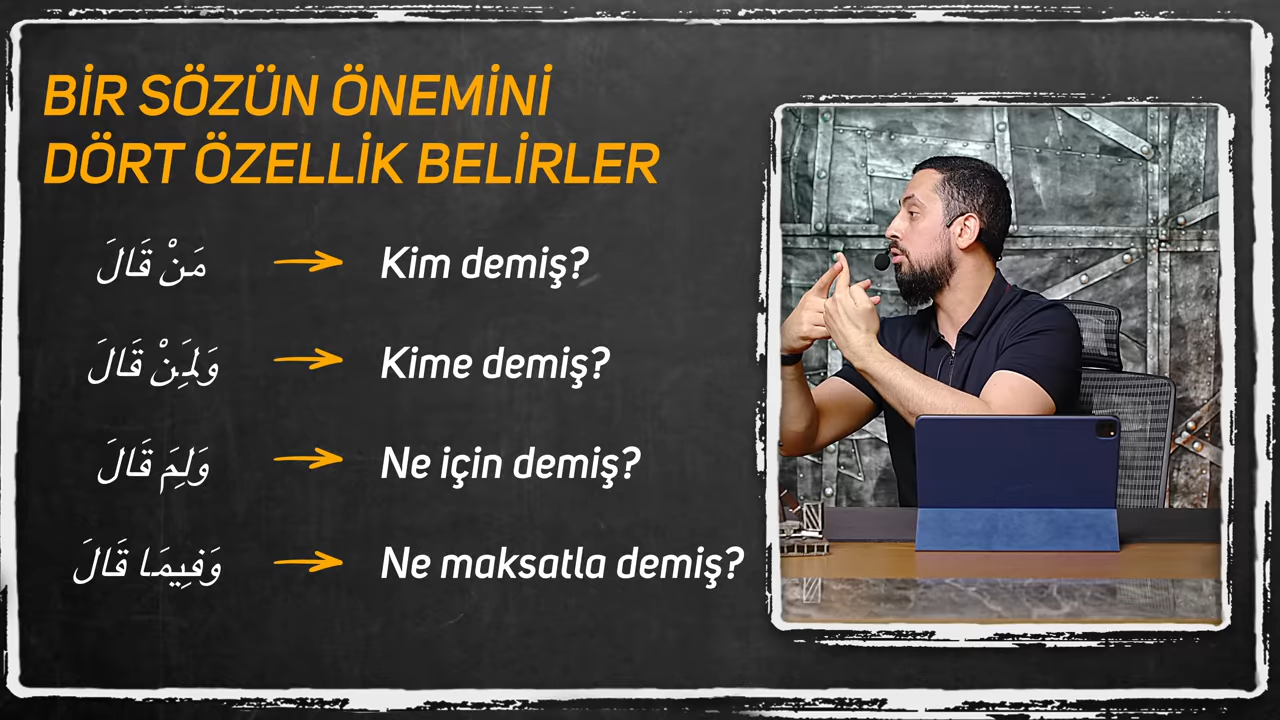 BİR SÖZÜN ÖNEMİNİ
DÖRT ÖZELLİK BELİRLER
مَنْ قَالَ → Kim demiş?
وَلِمَنْ قَالَ → Kime demiş?
وَلِمَ قَالَ → Ne için demiş?
وَفِيمَا قَالَ → Ne maksatla demiş?